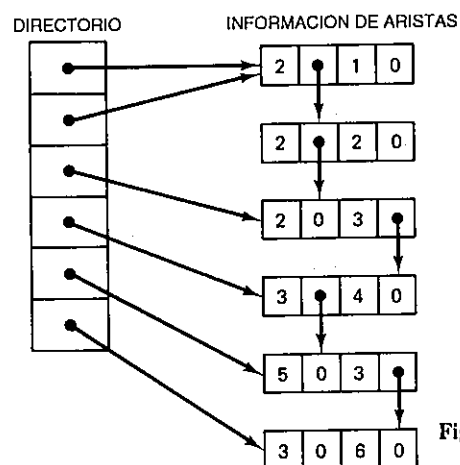 DIRECTORIO INFORMACION DE ARISTAS
2 1 0
2 2 0
2 0 3
3 4 0
5 0 3
Fi
3 0 6 0